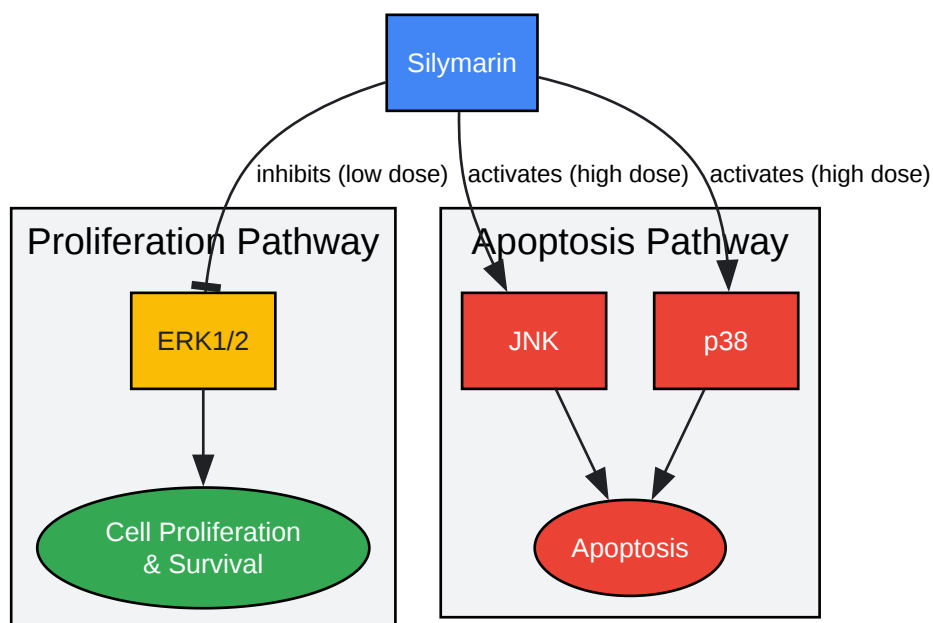 Silymarin
inhibits (low dose)
activates (high dose)
activates (high dose)
Proliferation Pathway
Apoptosis Pathway
ERK1/2
JNK
p38
Cell Proliferation
& Survival
Apoptosis